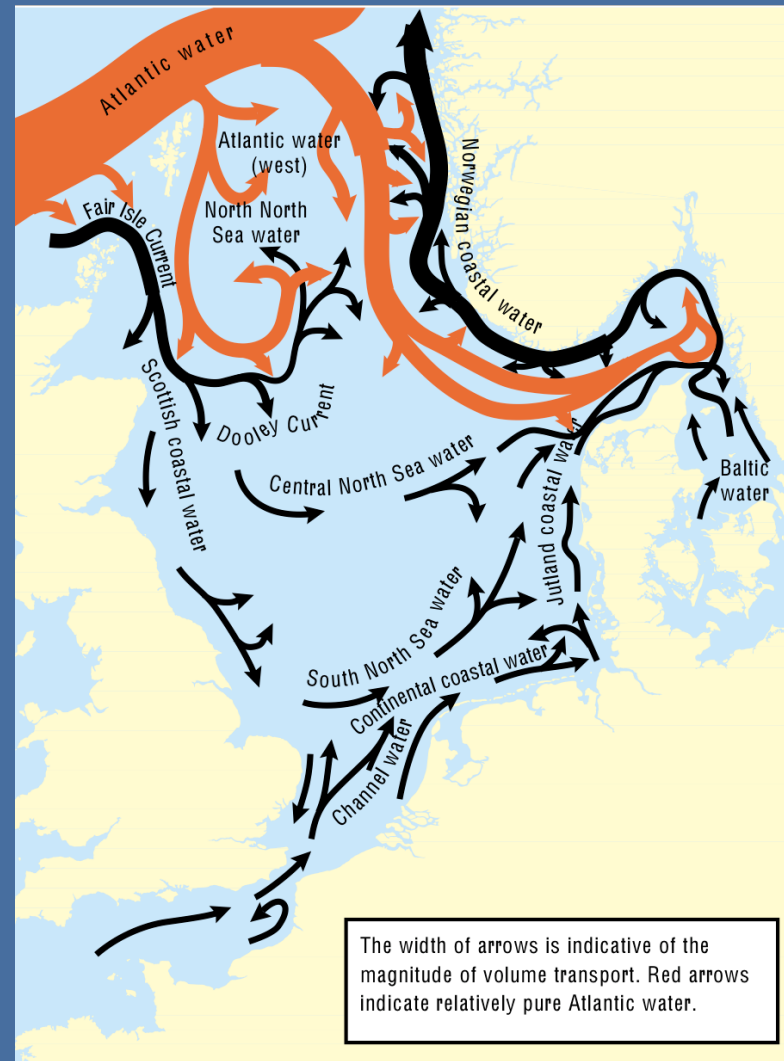 Atlantic water
Atlantic water
(west)
Fair Isle Current
North North
Sea water
Norwegian coastal water
Scottish coastal water
Dooley Current
Central North Sea water
Baltic
water
Jutland coastal water
South North Sea water
Continental coastal water
Channel water
The width of arrows is indicative of the
magnitude of volume transport. Red arrows
indicate relatively pure Atlantic water.